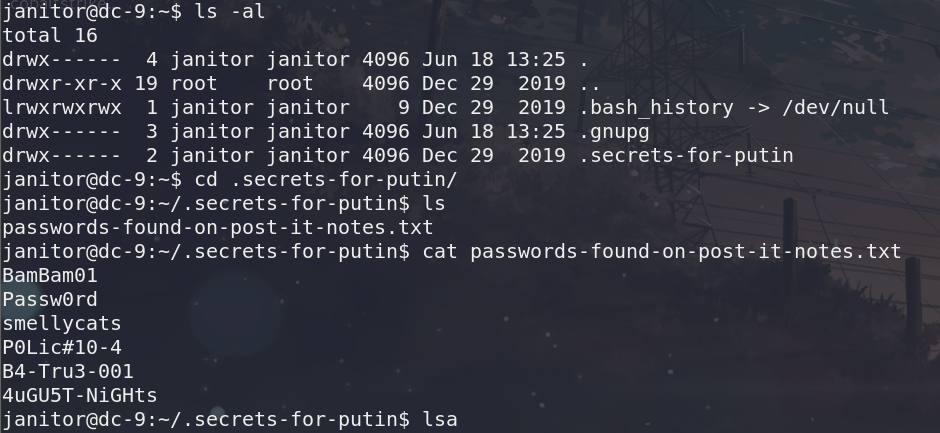 janitor@dc-9:~$ ls -al
total 16
drwx------  4 janitor janitor 4096 Jun 18 13:25 .
drwxr-xr-x 19 root    root    4096 Dec 29  2019 ..
lrwxrwxrwx  1 janitor janitor    9 Dec 29  2019 .bash_history -> /dev/null
drwx------  3 janitor janitor 4096 Jun 18 13:25 .gnupg
drwx------  2 janitor janitor 4096 Dec 29  2019 .secrets-for-putin
janitor@dc-9:~$ cd .secrets-for-putin/
janitor@dc-9:~/.secrets-for-putin$ ls
passwords-found-on-post-it-notes.txt
janitor@dc-9:~/.secrets-for-putin$ cat passwords-found-on-post-it-notes.txt
BamBam01
Passw0rd
smellycats
P0Lic#10-4
B4-Tru3-001
4uGU5T-NiGHts
janitor@dc-9:~/.secrets-for-putin$ lsa